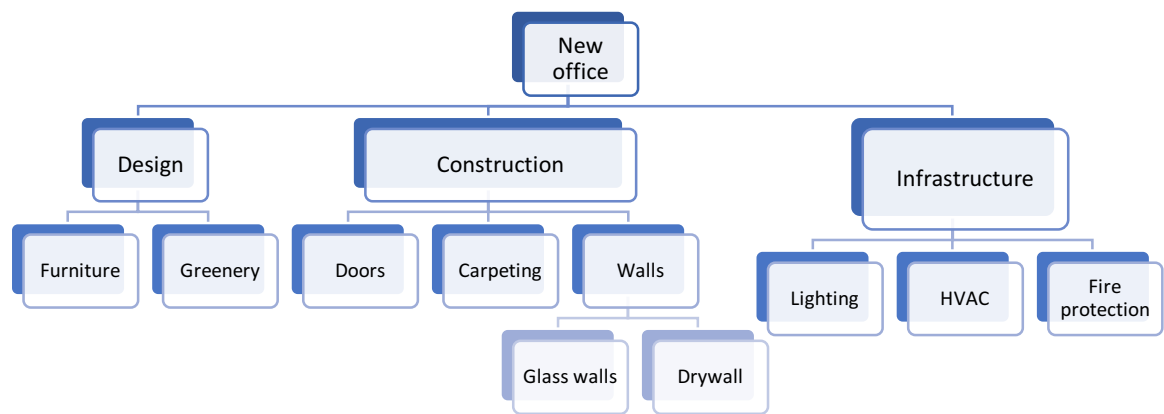 New
office
Design
Construction
Infrastructure
Furniture
Greenery
Doors
Carpeting
Walls
Lighting
HVAC
Fire
protection
Glass walls
Drywall